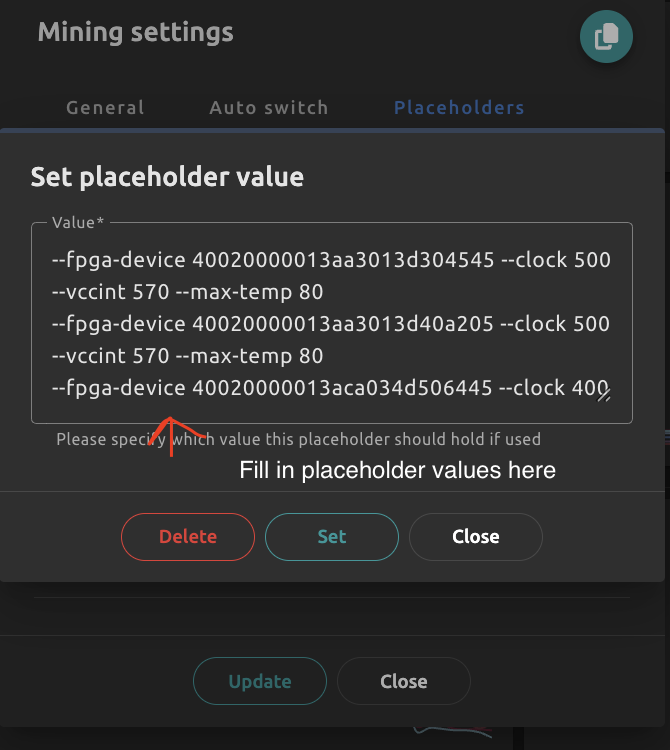 Mining settings
General Auto switch Placeholders
Set placeholder value
Value*
--fpga-device 40020000013aa3013d304545 --clock 500
--vccint 570 --max-temp 80
--fpga-device 40020000013aa3013d40a205 --clock 500
--vccint 570 --max-temp 80
--fpga-device 40020000013aca034d506445 --clock 400
Please specify which value this placeholder should hold if used
Fill in placeholder values here
Delete Set Close
Update Close